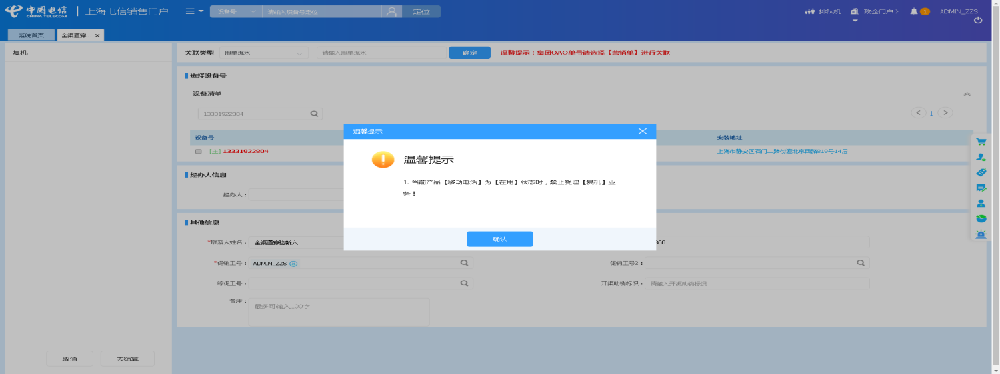 中国电信 CHINA TELECOM 上海电信销售门户 设备号 请输入设备号定位 定位 排队机 政企门户 1 ADMIN_ZZS
系统首页 全渠道穿... ×
复机
关联类型 甩单流水 请输入甩单流水 确定 温馨提示:集团OAO单号请选择【营销单】进行关联
选择设备号
设备清单
13331922804 < 1 >
设备号 安装地址
[主] 13331922804 上海市静安区石门二路街道北京西路819号14层
温馨提示
温馨提示
1. 当前产品【移动电话】为【在用】状态时,禁止受理【复机】业
务!
确认
经办人信息
经办人:
其他信息
*联系人姓名: 全渠道穿验新六 960
*促销工号: ADMIN_ZZS 促销工号2:
综促工号: 开渠助销标识: 请输入开渠助销标识
备注: 最多可输入100字
取消 去结算